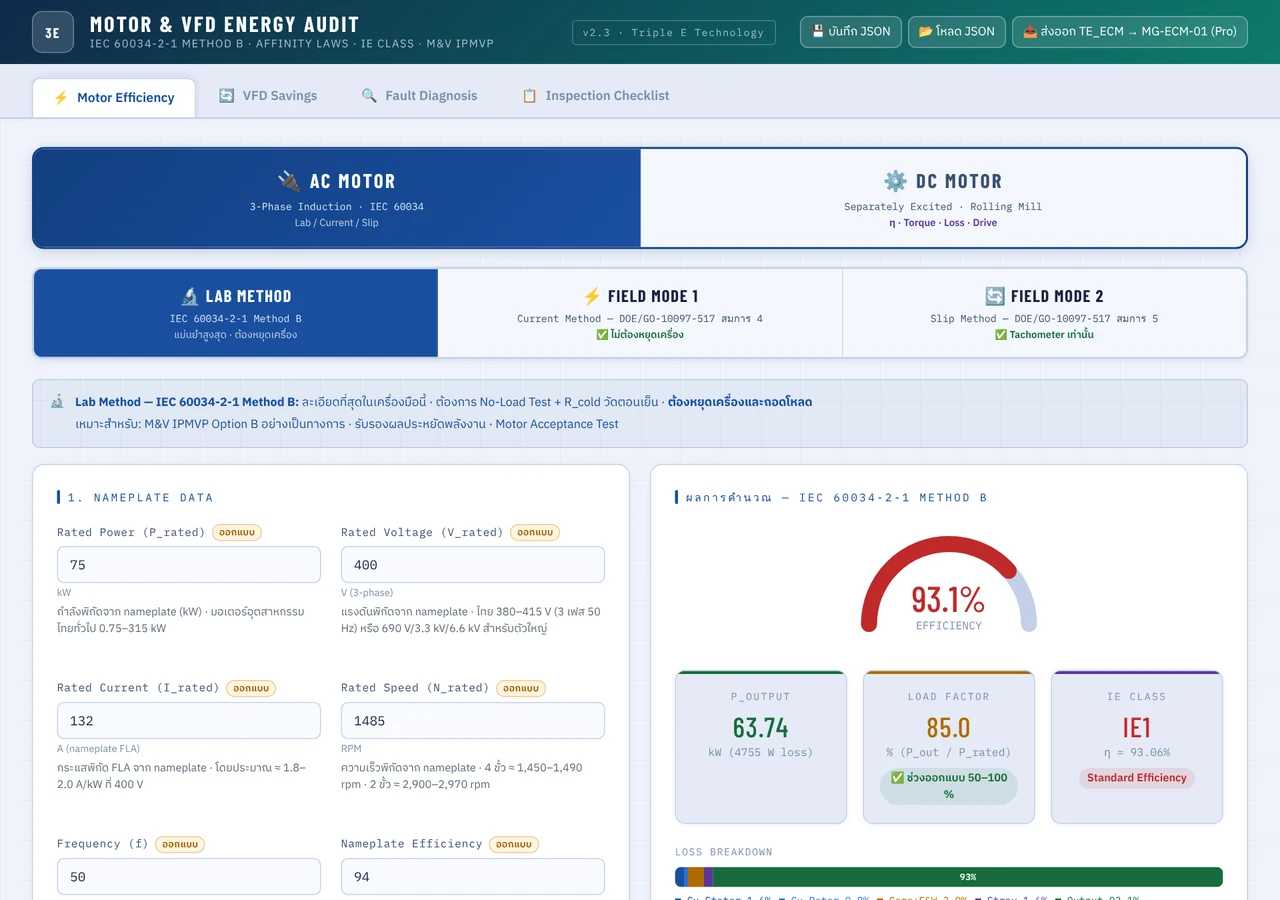 3E
MOTOR & VFD ENERGY AUDIT
IEC 60034-2-1 METHOD B · AFFINITY LAWS · IE CLASS · M&V IPMVP
v2.3 · Triple E Technology
💾 บันทึก JSON
📂 โหลด JSON
📤 ส่งออก TE_ECM → MG-ECM-01 (Pro)
⚡ Motor Efficiency
🔄 VFD Savings
🔍 Fault Diagnosis
📋 Inspection Checklist
🔌 AC MOTOR
3-Phase Induction · IEC 60034
Lab / Current / Slip
⚙️ DC MOTOR
Separately Excited · Rolling Mill
η · Torque · Loss · Drive
🔬 LAB METHOD
IEC 60034-2-1 Method B
แม่นยำสูงสุด · ต้องหยุดเครื่อง
⚡ FIELD MODE 1
Current Method — DOE/GO-10097-517 สมการ 4
✅ ไม่ต้องหยุดเครื่อง
🔄 FIELD MODE 2
Slip Method — DOE/GO-10097-517 สมการ 5
✅ Tachometer เท่านั้น
🔬 Lab Method — IEC 60034-2-1 Method B: ละเอียดที่สุดในเครื่องมือนี้ · ต้องการ No-Load Test + R_cold วัดตอนเย็น · ต้องหยุดเครื่องและถอดโหลด
เหมาะสำหรับ: M&V IPMVP Option B อย่างเป็นทางการ · รับรองผลประหยัดพลังงาน · Motor Acceptance Test
1. NAMEPLATE DATA
Rated Power (P_rated) ออกแบบ
75
kW
กำลังพิกัดจาก nameplate (kW) · มอเตอร์อุตสาหกรรม
ไทยทั่วไป 0.75–315 kW
Rated Voltage (V_rated) ออกแบบ
400
V (3-phase)
แรงดันพิกัดจาก nameplate · ไทย 380–415 V (3 เฟส 50
Hz) หรือ 690 V/3.3 kV/6.6 kV สำหรับตัวใหญ่
Rated Current (I_rated) ออกแบบ
132
A (nameplate FLA)
กระแสพิกัด FLA จาก nameplate · โดยประมาณ ≈ 1.8–
2.0 A/kW ที่ 400 V
Rated Speed (N_rated) ออกแบบ
1485
RPM
ความเร็วพิกัดจาก nameplate · 4 ขั้ว ≈ 1,450–1,490
rpm · 2 ขั้ว ≈ 2,900–2,970 rpm
Frequency (f) ออกแบบ
50
Nameplate Efficiency ออกแบบ
94
ผลการคำนวณ — IEC 60034-2-1 METHOD B
93.1%
EFFICIENCY
P_OUTPUT
63.74
kW (4755 W loss)
LOAD FACTOR
85.0
% (P_out / P_rated)
✅ ช่วงออกแบบ 50–100
%
IE CLASS
IE1
η = 93.06%
Standard Efficiency
LOSS BREAKDOWN
93%